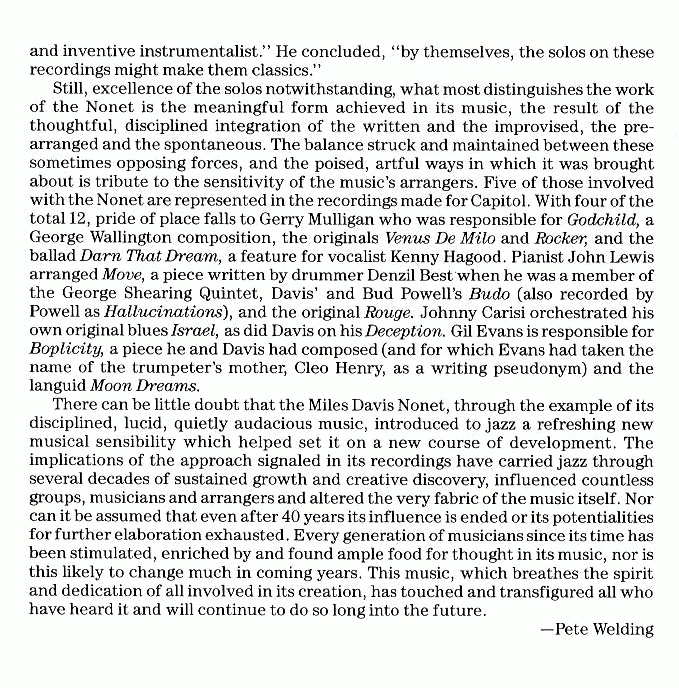 and inventive instrumentalist.” He concluded, “by themselves, the solos on these
recordings might make them classics.”
Still, excellence of the solos notwithstanding, what most distinguishes the work
of the Nonet is the meaningful form achieved in its music, the result of the
thoughtful, disciplined integration of the written and the improvised, the pre-
arranged and the spontaneous. The balance struck and maintained between these
sometimes opposing forces, and the poised, artful ways in which it was brought
about is tribute to the sensitivity of the music's arrangers. Five of those involved
with the Nonet are represented in the recordings made for Capitol. With four of the
total 12, pride of place falls to Gerry Mulligan who was responsible for Godchild, a
George Wallington composition, the originals Venus De Milo and Rocker, and the
ballad Darn That Dream, a feature for vocalist Kenny Hagood. Pianist John Lewis
arranged Move, a piece written by drummer Denzil Best when he was a member of
the George Shearing Quintet, Davis' and Bud Powell's Budo (also recorded by
Powell as Hallucinations), and the original Rouge. Johnny Carisi orchestrated his
own original blues Israel, as did Davis on his Deception. Gil Evans is responsible for
Boplicity, a piece he and Davis had composed (and for which Evans had taken the
name of the trumpeter's mother, Cleo Henry, as a writing pseudonym) and the
languid Moon Dreams.
There can be little doubt that the Miles Davis Nonet, through the example of its
disciplined, lucid, quietly audacious music, introduced to jazz a refreshing new
musical sensibility which helped set it on a new course of development. The
implications of the approach signaled in its recordings have carried jazz through
several decades of sustained growth and creative discovery, influenced countless
groups, musicians and arrangers and altered the very fabric of the music itself. Nor
can it be assumed that even after 40 years its influence is ended or its potentialities
for further elaboration exhausted. Every generation of musicians since its time has
been stimulated, enriched by and found ample food for thought in its music, nor is
this likely to change much in coming years. This music, which breathes the spirit
and dedication of all involved in its creation, has touched and transfigured all who
have heard it and will continue to do so long into the future.
—Pete Welding